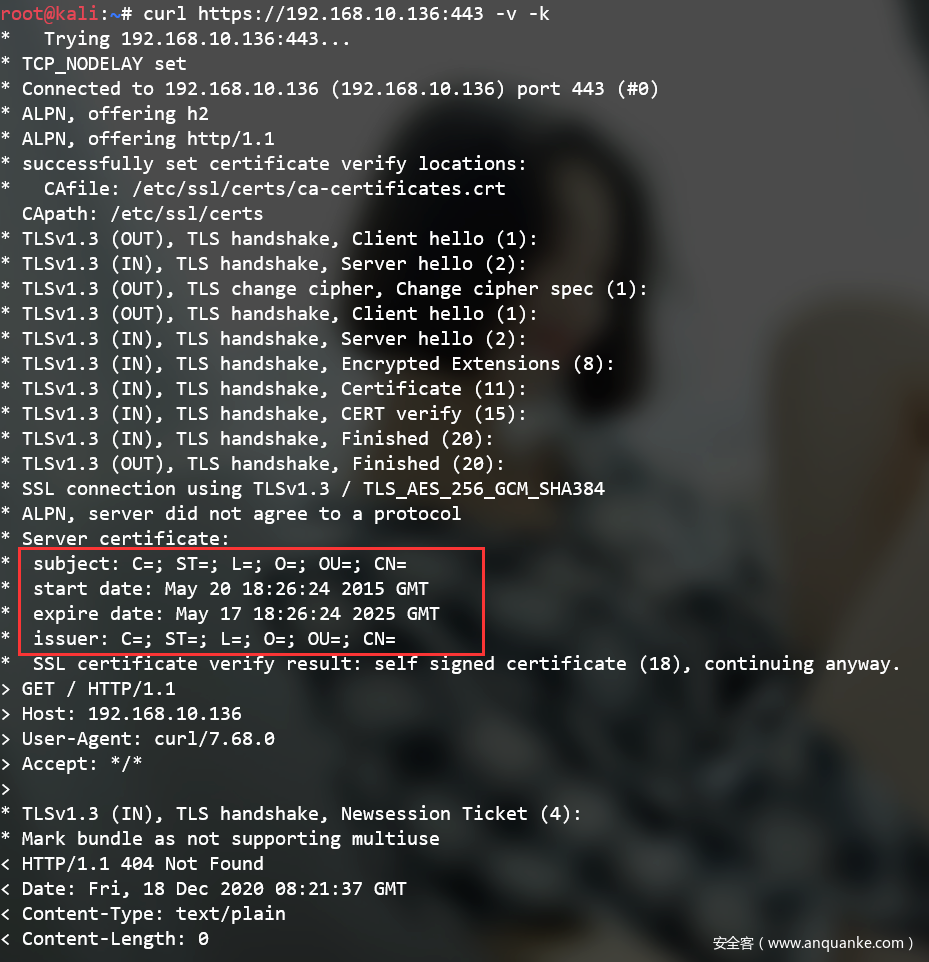 root@kali:~# curl https://192.168.10.136:443 -v -k
*   Trying 192.168.10.136:443...
* TCP_NODELAY set
* Connected to 192.168.10.136 (192.168.10.136) port 443 (#0)
* ALPN, offering h2
* ALPN, offering http/1.1
* successfully set certificate verify locations:
*   CAfile: /etc/ssl/certs/ca-certificates.crt
  CApath: /etc/ssl/certs
* TLSv1.3 (OUT), TLS handshake, Client hello (1):
* TLSv1.3 (IN), TLS handshake, Server hello (2):
* TLSv1.3 (OUT), TLS change cipher, Change cipher spec (1):
* TLSv1.3 (OUT), TLS handshake, Client hello (1):
* TLSv1.3 (IN), TLS handshake, Server hello (2):
* TLSv1.3 (IN), TLS handshake, Encrypted Extensions (8):
* TLSv1.3 (IN), TLS handshake, Certificate (11):
* TLSv1.3 (IN), TLS handshake, CERT verify (15):
* TLSv1.3 (IN), TLS handshake, Finished (20):
* TLSv1.3 (OUT), TLS handshake, Finished (20):
* SSL connection using TLSv1.3 / TLS_AES_256_GCM_SHA384
* ALPN, server did not agree to a protocol
* Server certificate:
*  subject: C=; ST=; L=; O=; OU=; CN=
*  start date: May 20 18:26:24 2015 GMT
*  expire date: May 17 18:26:24 2025 GMT
*  issuer: C=; ST=; L=; O=; OU=; CN=
*  SSL certificate verify result: self signed certificate (18), continuing anyway.
> GET / HTTP/1.1
> Host: 192.168.10.136
> User-Agent: curl/7.68.0
> Accept: */*
>
* TLSv1.3 (IN), TLS handshake, Newsession Ticket (4):
* Mark bundle as not supporting multiuse
< HTTP/1.1 404 Not Found
< Date: Fri, 18 Dec 2020 08:21:37 GMT
< Content-Type: text/plain
< Content-Length: 0
安全客（www.anquanke.com）